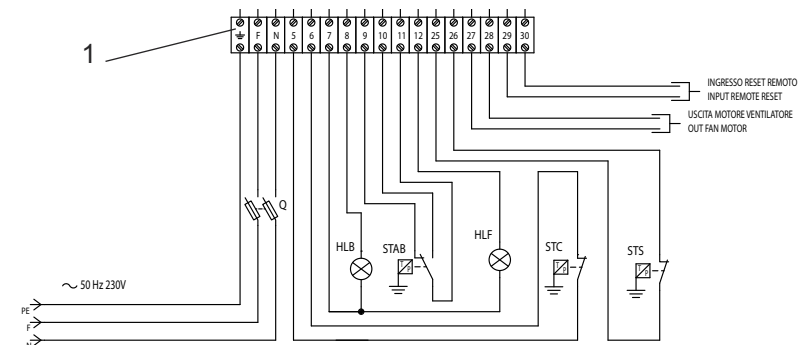 F N 5 6 7 8 9 10 11 12 25 26 27 28 29 30
1
INGRESSO RESET REMOTO
INPUT REMOTE RESET
USCITA MOTORE VENTILATORE
OUT FAN MOTOR
Q
HLB
STAB
HLF
STC
STS
T P
T P
T P
~ 50 Hz 230V
PE
F
N